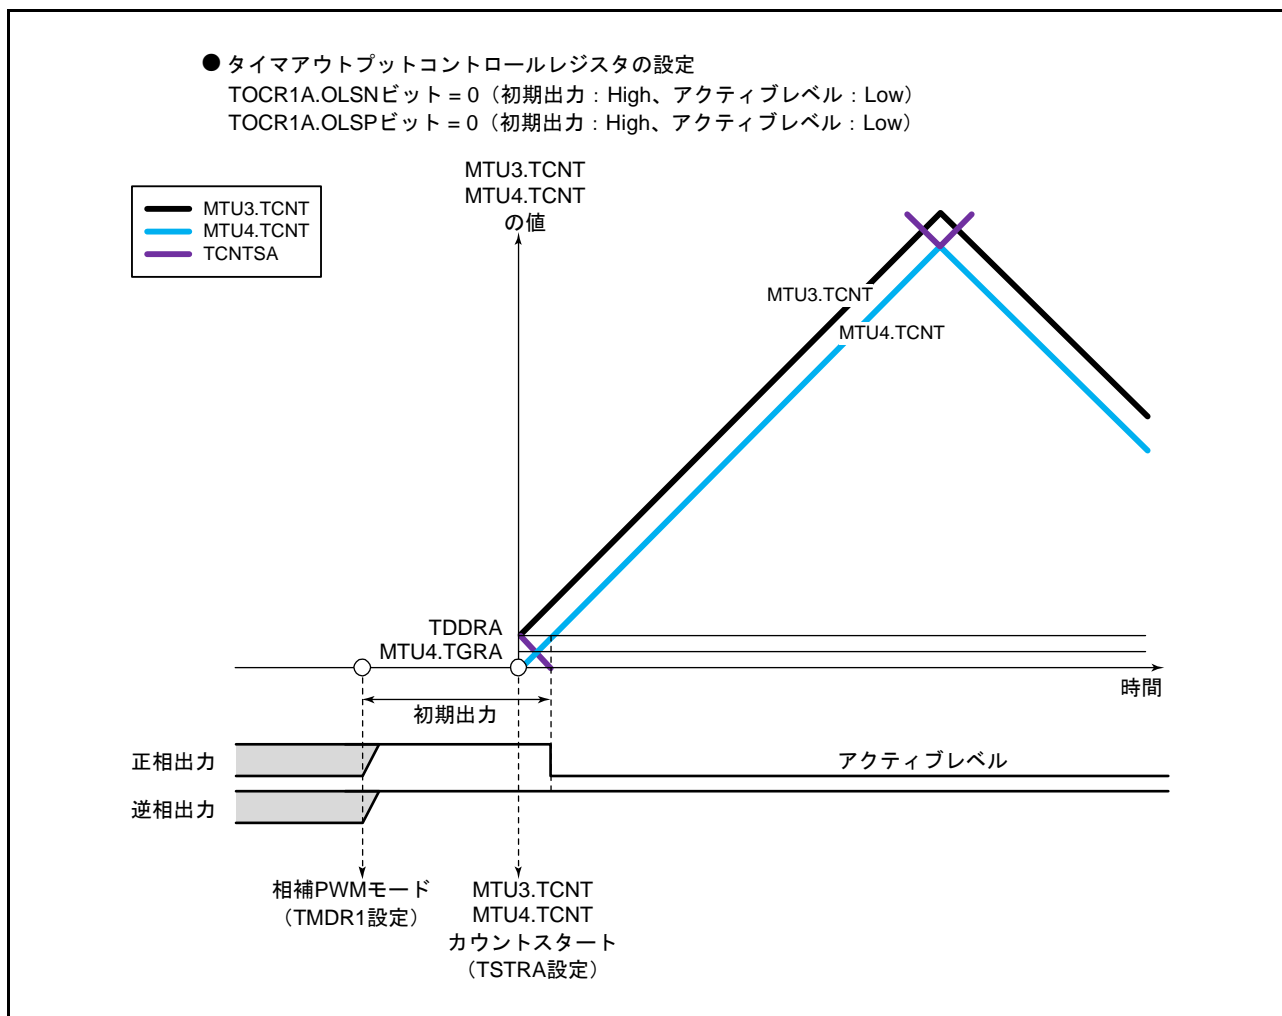 ● タイマアウトプットコントロールレジスタの設定
TOCR1A.OLSNビット = 0（初期出力：High、アクティブレベル：Low）
TOCR1A.OLSPビット = 0（初期出力：High、アクティブレベル：Low）
MTU3.TCNT
MTU4.TCNT
の値
MTU3.TCNT
MTU4.TCNT
TCNTSA
MTU3.TCNT
MTU4.TCNT
TDDRA
MTU4.TGRA
時間
初期出力
正相出力
アクティブレベル
逆相出力
相補PWMモード
（TMDR1設定）
MTU3.TCNT
MTU4.TCNT
カウントスタート
（TSTRA設定）